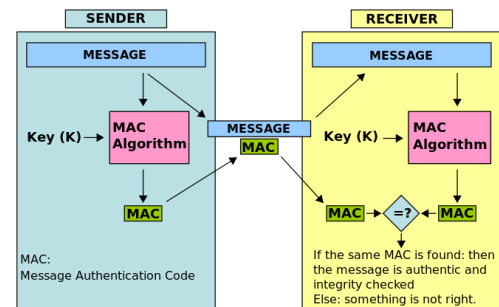 SENDER
MESSAGE
Key (K)
MAC
Algorithm
MAC
MAC:
Message Authentication Code
MESSAGE
MAC
RECEIVER
MESSAGE
Key (K)
MAC
Algorithm
MAC
=?
MAC
If the same MAC is found: then
the message is authentic and
integrity checked
Else: something is not right.